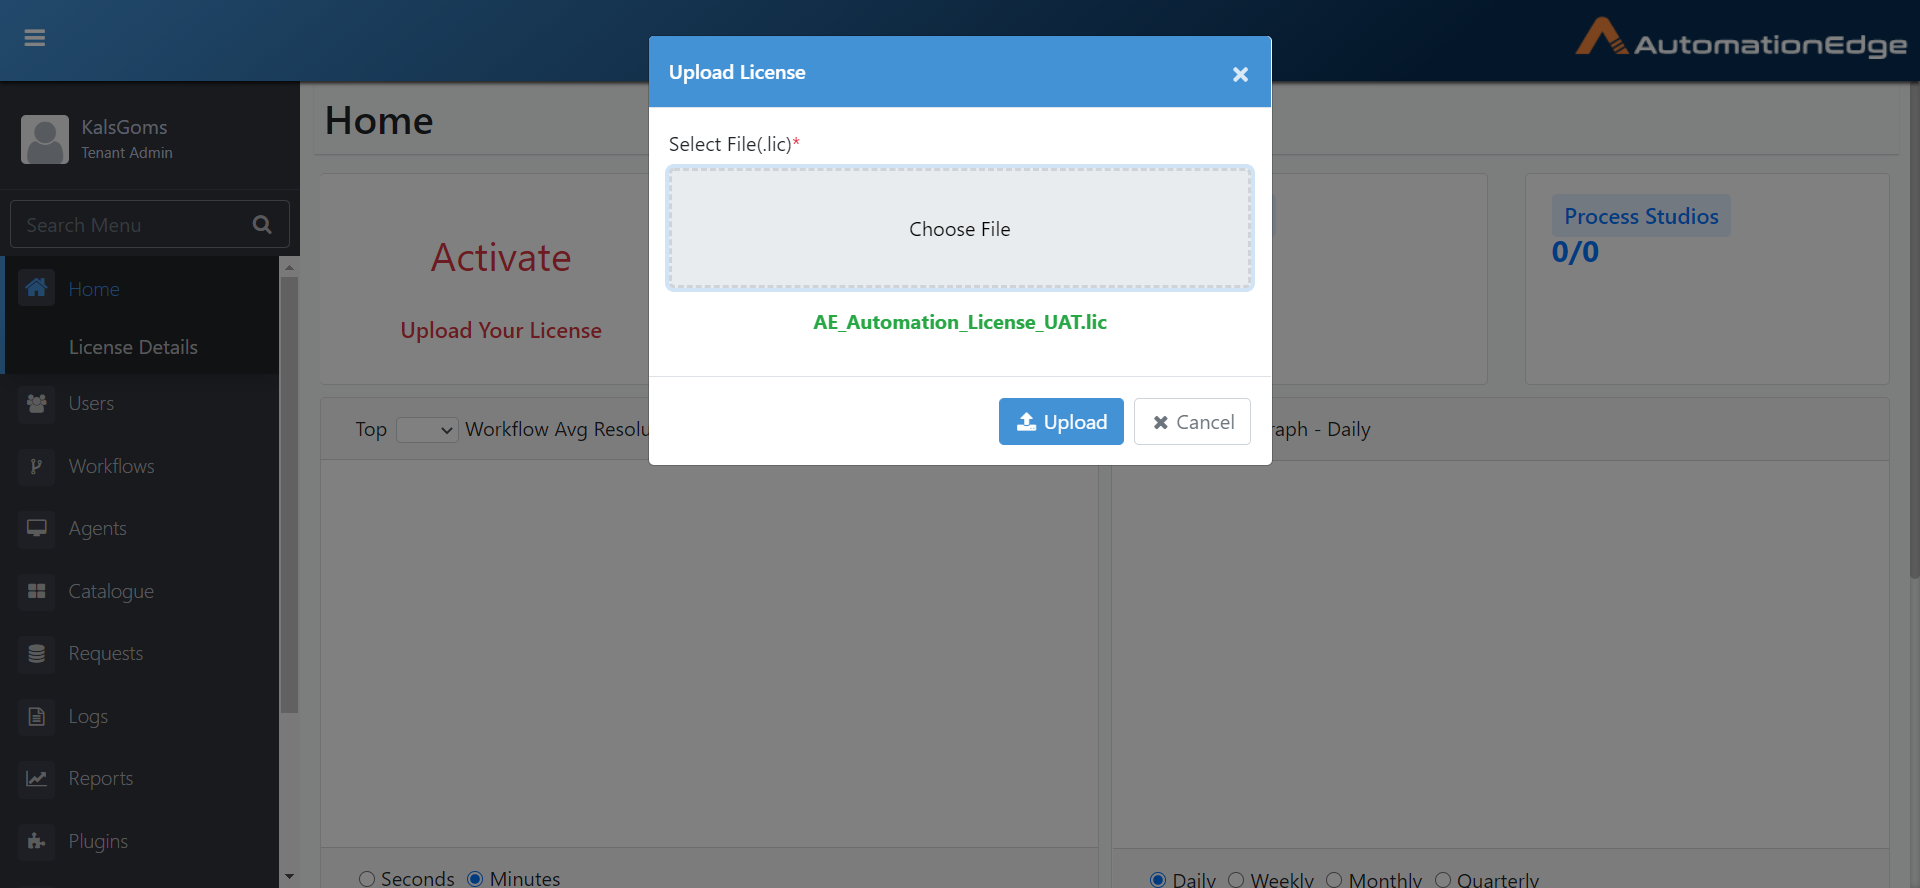 AutomationEdge
KalsGoms
Tenant Admin
Search Menu
Home
License Details
Users
Workflows
Agents
Catalogue
Requests
Logs
Reports
Plugins
Home
Activate
Upload Your License
Process Studios
0/0
Top
Workflow Avg Resolu
raph - Daily
Seconds
Minutes
Daily
Weekly
Monthly
Quarterly
Upload License
Select File(.lic)*
Choose File
AE_Automation_License_UAT.lic
Upload
Cancel